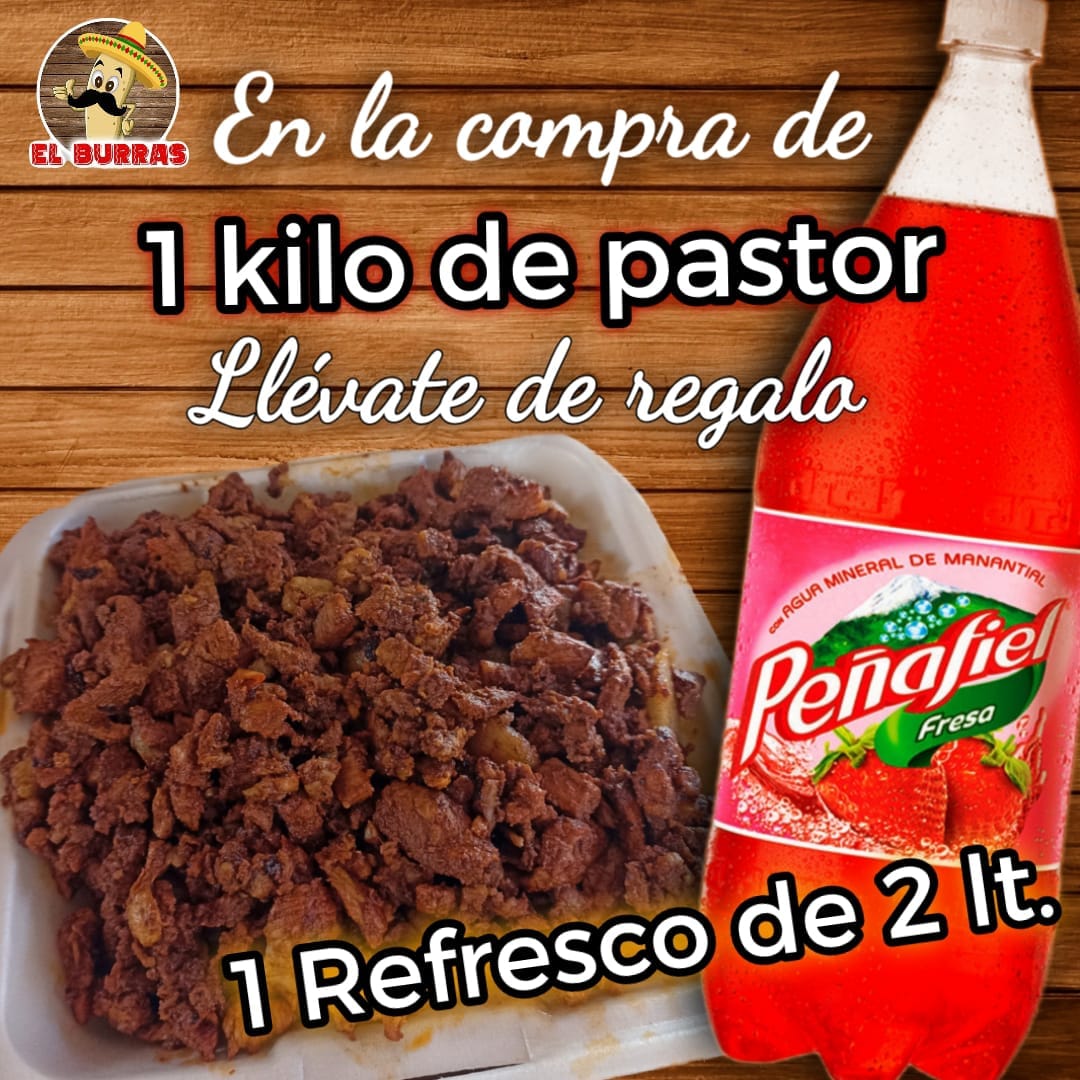 EL BURRAS
En la compra de
1 kilo de pastor
Llévate de regalo
con AGUA MINERAL DE MANANTIAL
Peñafiel
Fresa
1 Refresco de 2 lt.